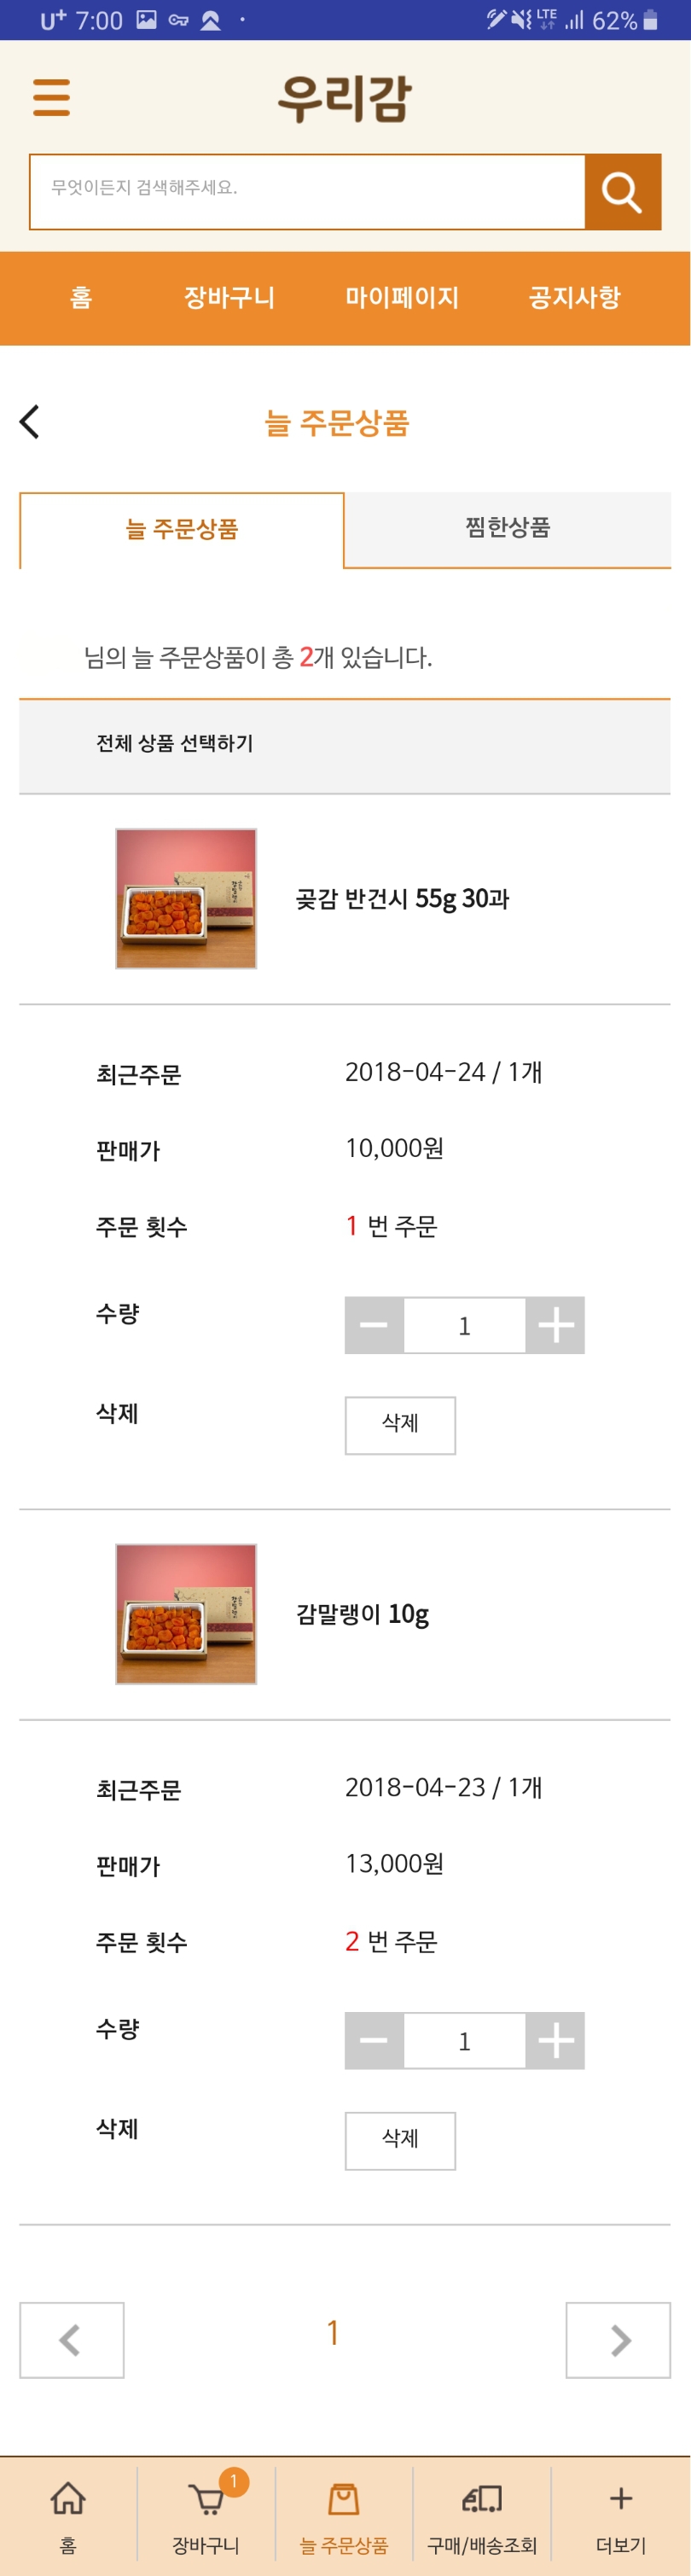 U+ 7:00 LTE 62%
우리감
무엇이든지 검색해주세요.
홈 장바구니 마이페이지 공지사항
늘 주문상품
늘 주문상품 찜한상품
님의 늘 주문상품이 총 2개 있습니다.
전체 상품 선택하기
곶감 반건시 55g 30과
최근주문 2018-04-24 / 1개
판매가 10,000원
주문 횟수 1 번 주문
수량 1
삭제 삭제
감말랭이 10g
최근주문 2018-04-23 / 1개
판매가 13,000원
주문 횟수 2 번 주문
수량 1
삭제 삭제
1
1
홈 장바구니 늘 주문상품 구매/배송조회 더보기